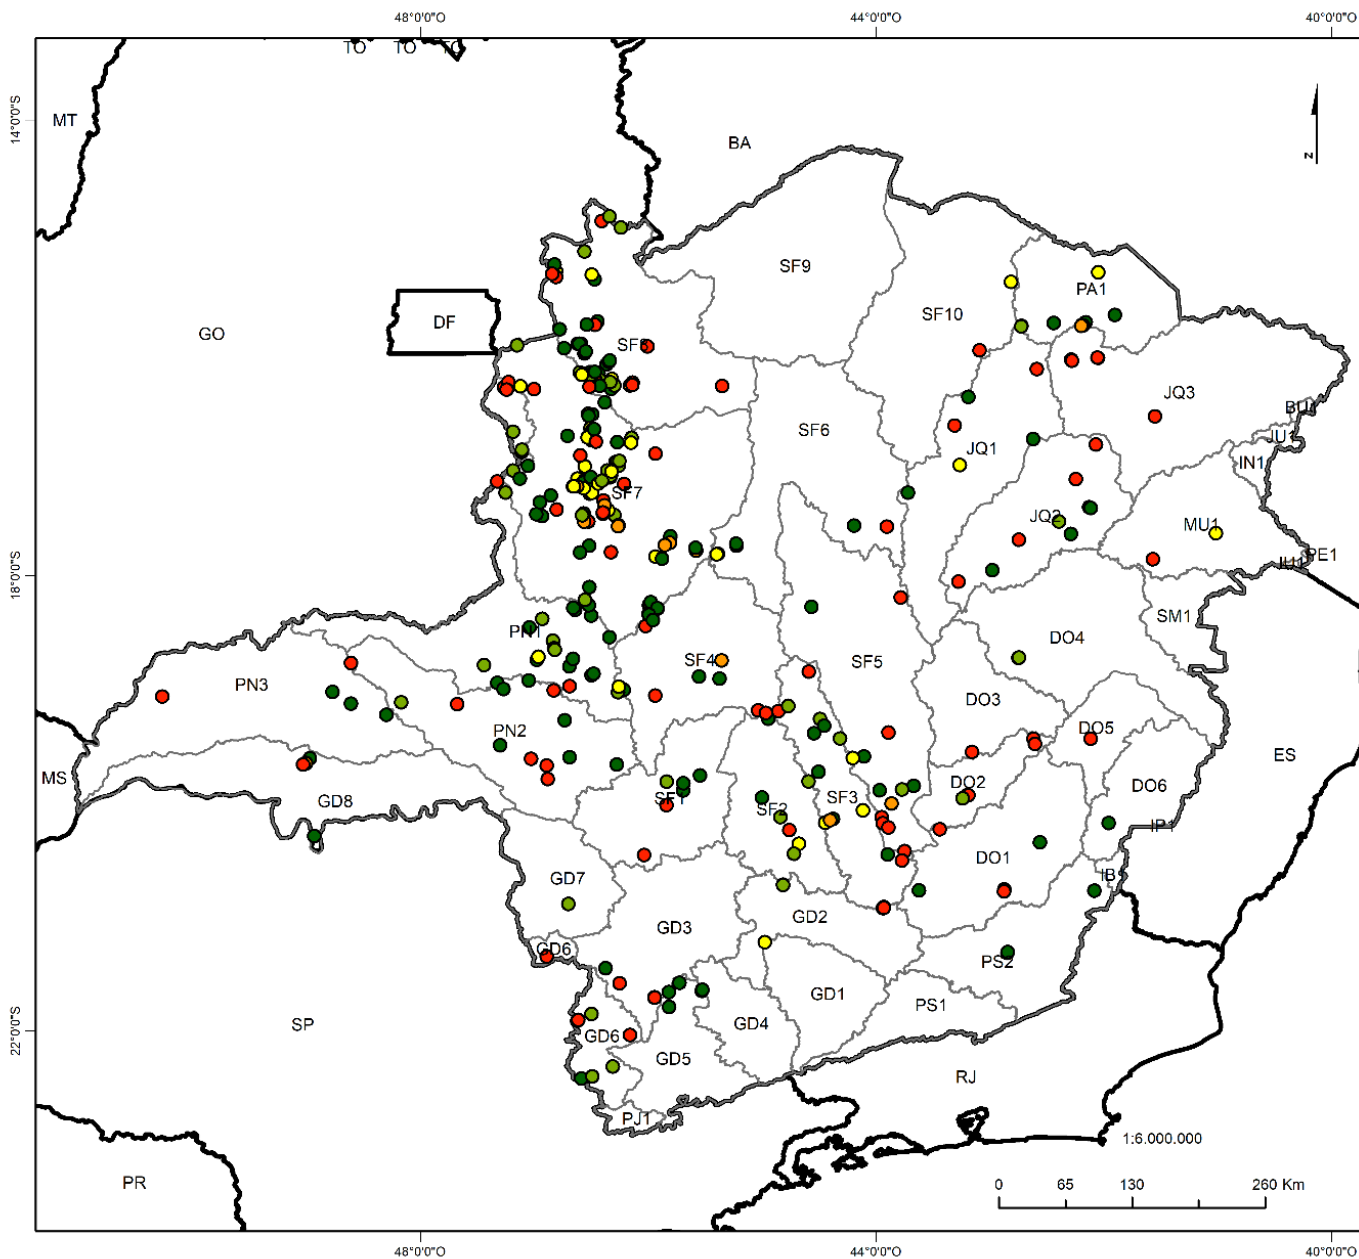 48°0'0"O 44°0'0"O 40°0'0"O
TO TO TO
14°0'0"S
MT
BA
N
SF9
PA1
SF10
DF
GO
SF8
JQ3
BU1
SF6
JU1
JQ1
IN1
SF7
JQ2
MU1
PE1
JU1
18°0'0"S
SM1
PN1
DO4
SF4
SF5
PN3
DO3
DO5
PN2
ES
MS
DO2
DO6
GD8
SF1
SF2
SF3
IP1
DO1
IB1
GD7
GD2
GD3
GD6
PS2
GD1
PS1
22°0'0"S
SP
GD4
GD6
GD5
RJ
PJ1
1:6.000.000
PR
0 65 130 260 Km
48°0'0"O 44°0'0"O 40°0'0"O